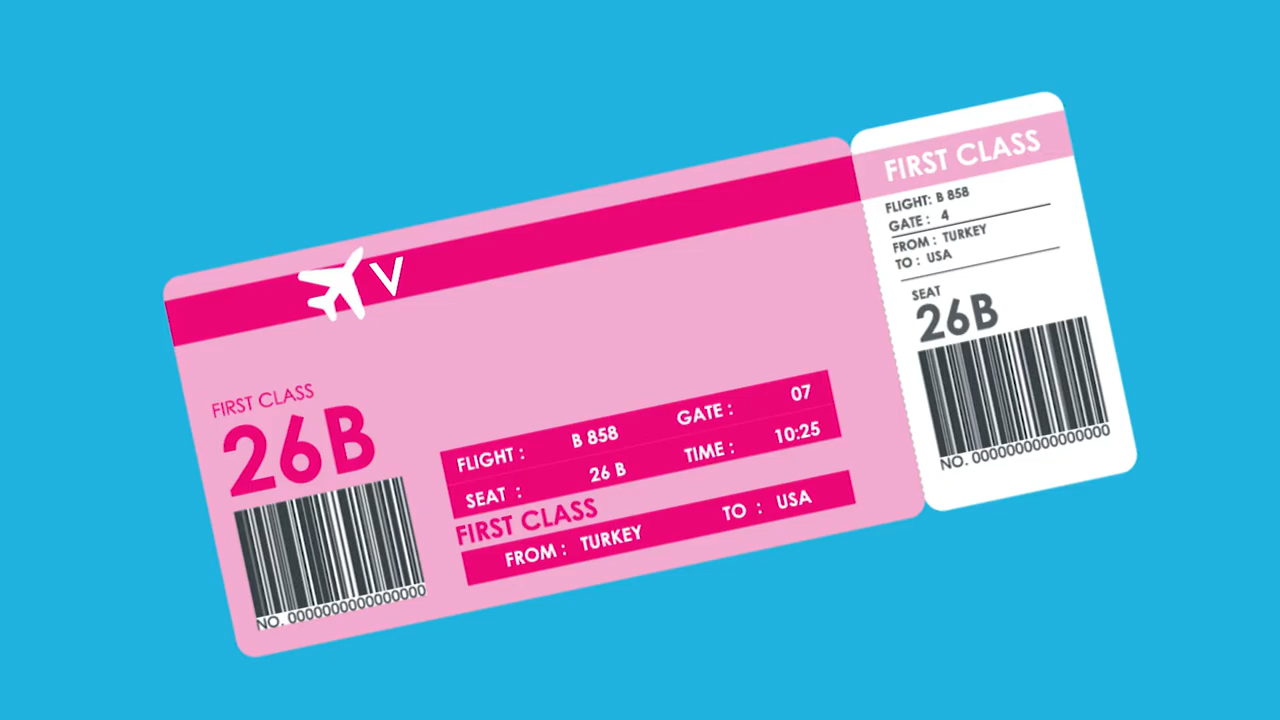 V
FIRST CLASS
26B
NO. 0000000000000000
FLIGHT : B 858 GATE : 07
SEAT : 26 B TIME : 10:25
FIRST CLASS
FROM : TURKEY TO : USA
FIRST CLASS
FLIGHT: B 858
GATE : 4
FROM : TURKEY
TO : USA
SEAT
26B
NO. 0000000000000000